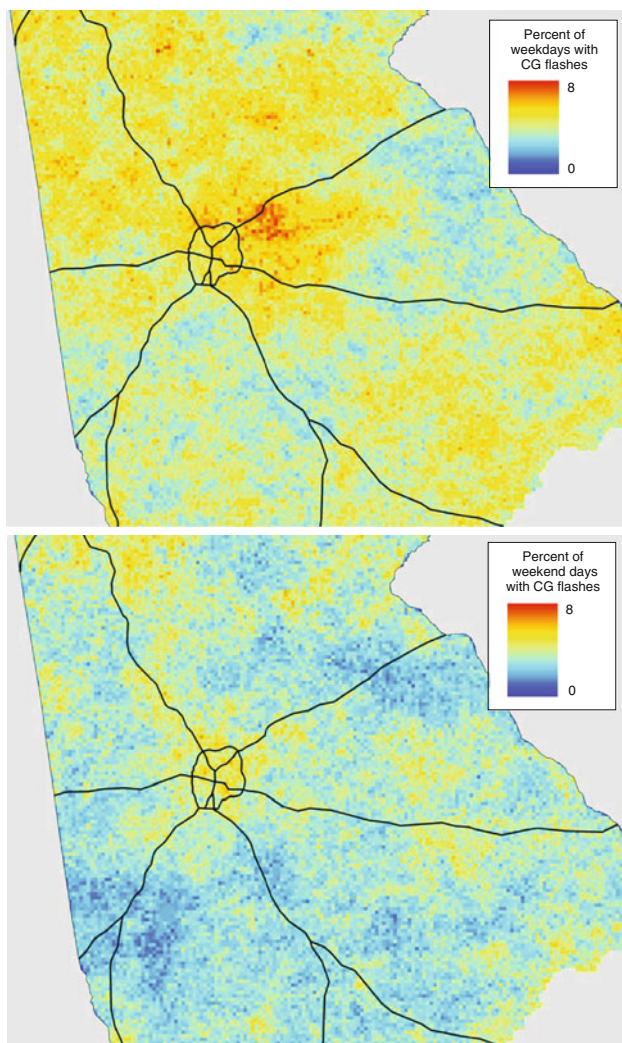 Percent of
weekdays with
CG flashes
8
0
Percent of
weekend days
with CG flashes
8
0